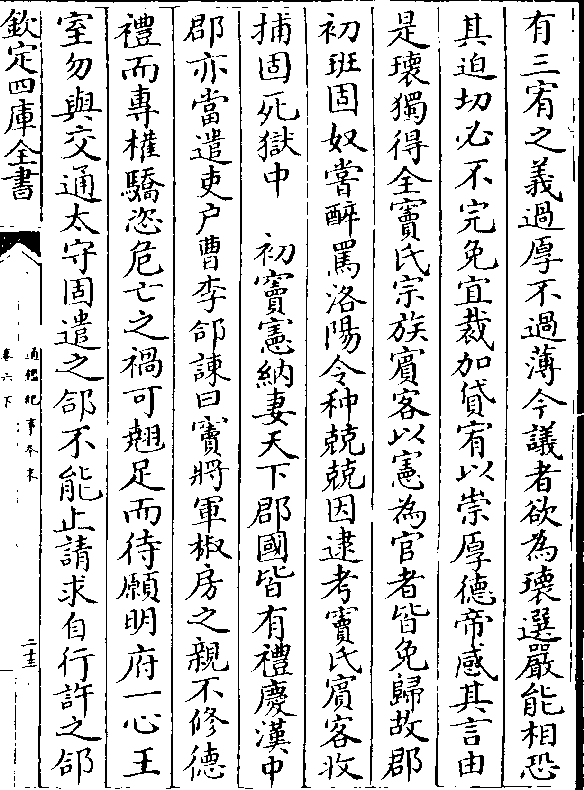 有三宥之義過厚不過薄今議者欲為瓌選嚴能相恐
其迫切必不完免宜裁加貸宥以崇厚德帝感其言由
是瓌獨得全竇氏宗族賓客以憲為官者皆免歸故郡
初班固奴嘗醉罵洛陽令种兢兢因逮考竇氏賓客收
捕固死獄中　初竇憲納妻天下郡國皆有禮慶漢中
郡亦當遣吏户曹李郃諫曰竇將軍椒房之親不修德
禮而專權驕恣危亡之禍可翹足而待願明府一心王
室勿與交通太守固遣之郃不能止請求自行許之郃
欽定四庫全書
通鑑紀事本末
卷六下
二十三